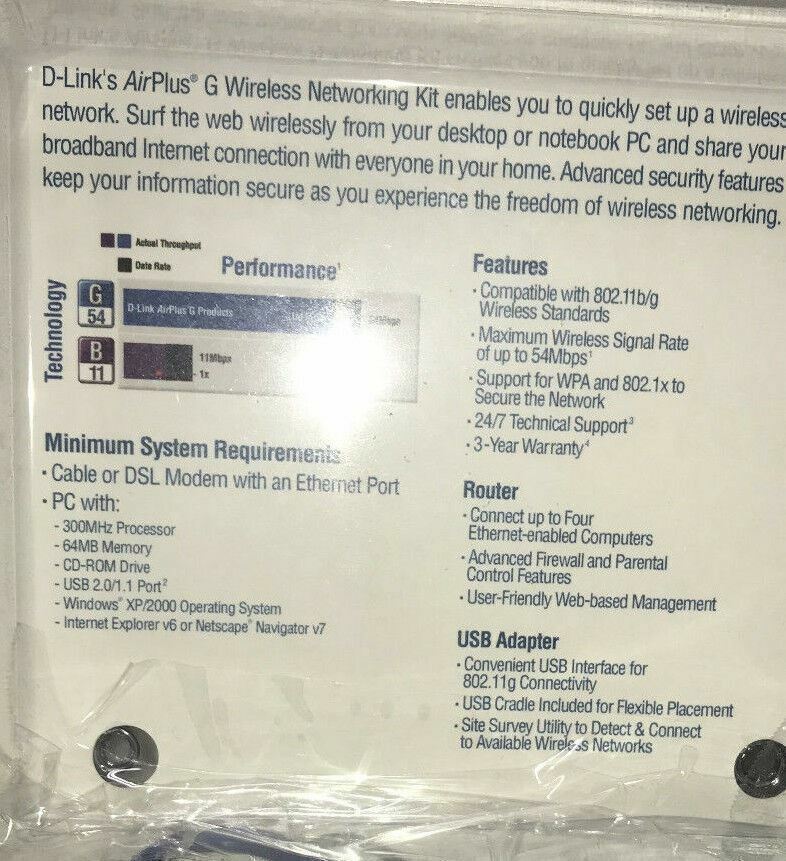 D-Link's AirPlus® G Wireless Networking Kit enables you to quickly set up a wireless
network. Surf the web wirelessly from your desktop or notebook PC and share your
broadband Internet connection with everyone in your home. Advanced security features
keep your information secure as you experience the freedom of wireless networking.
Actual Throughput
Data Rate
Performance¹
Technology
G
54
D-Link AirPlus G Products
B
11
11Mbps
1x
Minimum System Requirements
· Cable or DSL Modem with an Ethernet Port
· PC with:
- 300MHz Processor
- 64MB Memory
- CD-ROM Drive
- USB 2.0/1.1 Port²
- Windows® XP/2000 Operating System
- Internet Explorer v6 or Netscape® Navigator v7
Features
· Compatible with 802.11b/g
Wireless Standards
· Maximum Wireless Signal Rate
of up to 54Mbps¹
· Support for WPA and 802.1x to
Secure the Network
· 24/7 Technical Support³
· 3-Year Warranty⁴
Router
· Connect up to Four
Ethernet-enabled Computers
· Advanced Firewall and Parental
Control Features
· User-Friendly Web-based Management
USB Adapter
· Convenient USB Interface for
802.11g Connectivity
· USB Cradle Included for Flexible Placement
· Site Survey Utility to Detect & Connect
to Available Wireless Networks